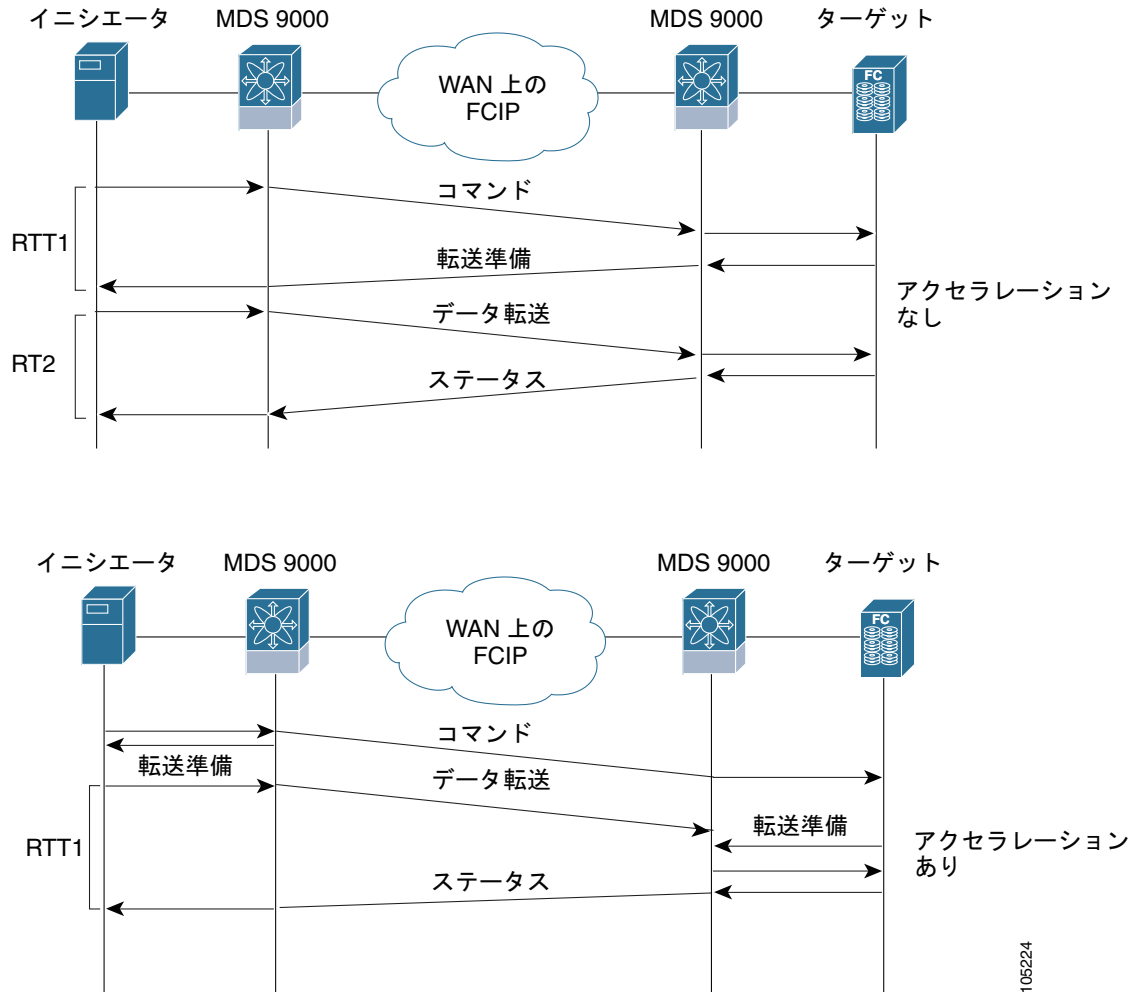 イニシエータ
MDS 9000
MDS 9000
ターゲット
WAN 上の
FCIP
FC
コマンド
RTT1
転送準備
アクセラレーション
なし
データ転送
RT2
ステータス
イニシエータ
MDS 9000
MDS 9000
ターゲット
WAN 上の
FCIP
FC
コマンド
転送準備
データ転送
転送準備
RTT1
アクセラレーション
あり
ステータス
105224